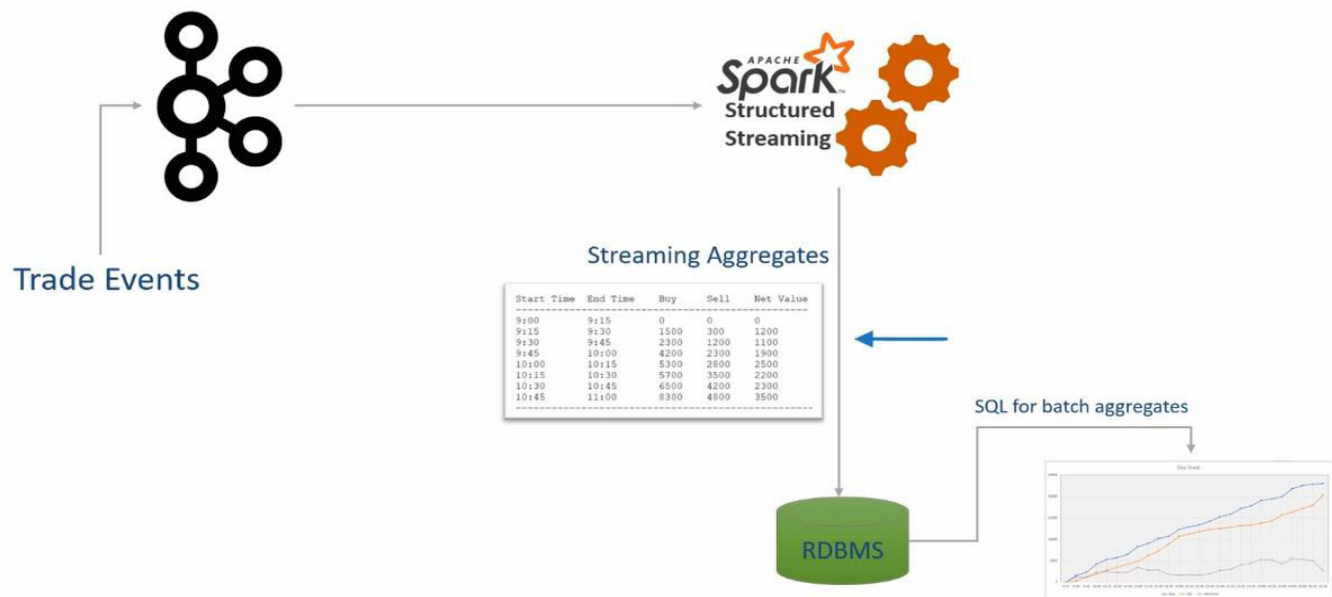 APACHE
Spark
Structured
Streaming
Trade Events
Streaming Aggregates
Start Time End Time Buy Sell Net Value
9:00 9:15 0 0 0
9:15 9:30 1500 300 1200
9:30 9:45 2300 1200 1100
9:45 10:00 4200 2300 1900
10:00 10:15 5300 2800 2500
10:15 10:30 5700 3500 2200
10:30 10:45 6500 4200 2300
10:45 11:00 8300 4800 3500
SQL for batch aggregates
RDBMS